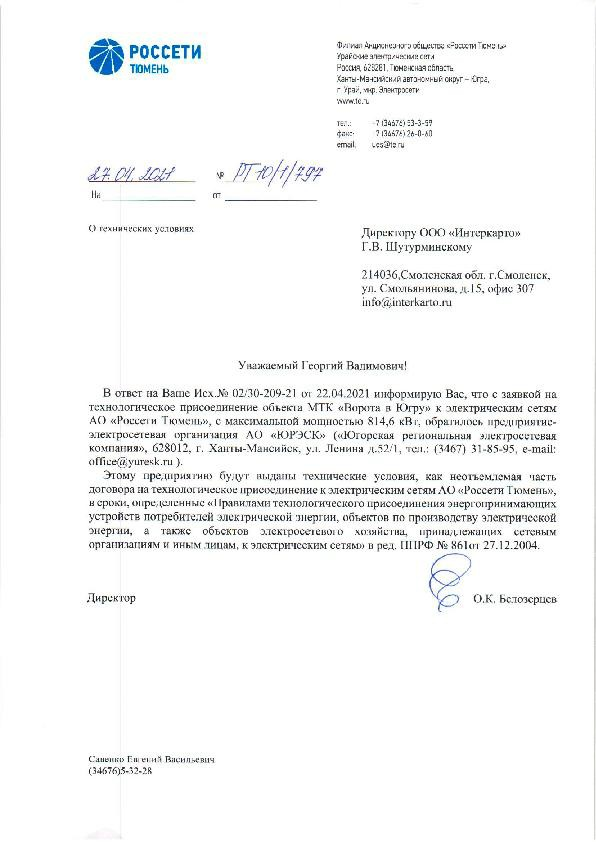 РОССЕТИ
ТЮМЕНЬ
Филиал Акционерного общества «Россети Тюмень»
Урайские электрические сети
Россия, 628281, Тюменская область,
Ханты-Мансийский автономный округ – Югра,
г. Урай, мкр. Электросети
www.te.ru
тел.: +7 (34676) 53-3-59
факс: +7 (34676) 26-0-60
email: ues@te.ru
27.04.2021 № РТ10/1/797
На от
О технических условиях
Директору ООО «Интеркарто»
Г.В. Шутурминскому
214036,Смоленская обл. г.Смоленск,
ул. Смольянинова, д.15, офис 307
info@interkarto.ru
Уважаемый Георгий Вадимович!
В ответ на Ваше Исх.№ 02/30-209-21 от 22.04.2021 информирую Вас, что с заявкой на
технологическое присоединение объекта МТК «Ворота в Югру» к электрическим сетям
АО «Россети Тюмень», с максимальной мощностью 814,6 кВт, обратилось предприятие-
электросетевая организация АО «ЮРЭСК» («Югорская региональная электросетевая
компания», 628012, г. Ханты-Мансийск, ул. Ленина д.52/1, тел.: (3467) 31-85-95, e-mail:
office@yuresk.ru ).
Этому предприятию будут выданы технические условия, как неотъемлемая часть
договора на технологическое присоединение к электрическим сетям АО «Россети Тюмень»,
в сроки, определенные «Правилами технологического присоединения энергопринимающих
устройств потребителей электрической энергии, объектов по производству электрической
энергии, а также объектов электросетевого хозяйства, принадлежащих сетевым
организациям и иным лицам, к электрическим сетям» в ред. ППРФ № 861от 27.12.2004.
Директор О.К. Белозерцев
Савенко Евгений Васильевич
(34676)5-32-28